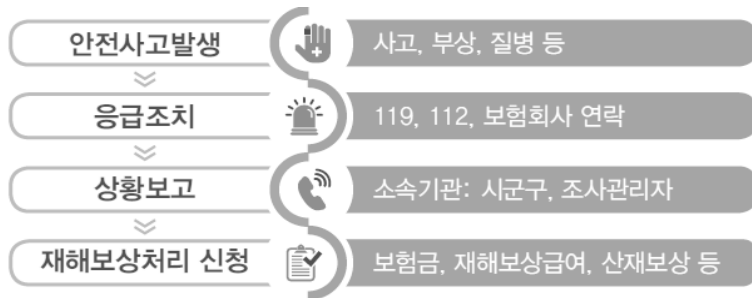 안전사고발생
사고, 부상, 질병 등
응급조치
119, 112, 보험회사 연락
상황보고
소속기관: 시군구, 조사관리자
재해보상처리 신청
보험금, 재해보상급여, 산재보상 등